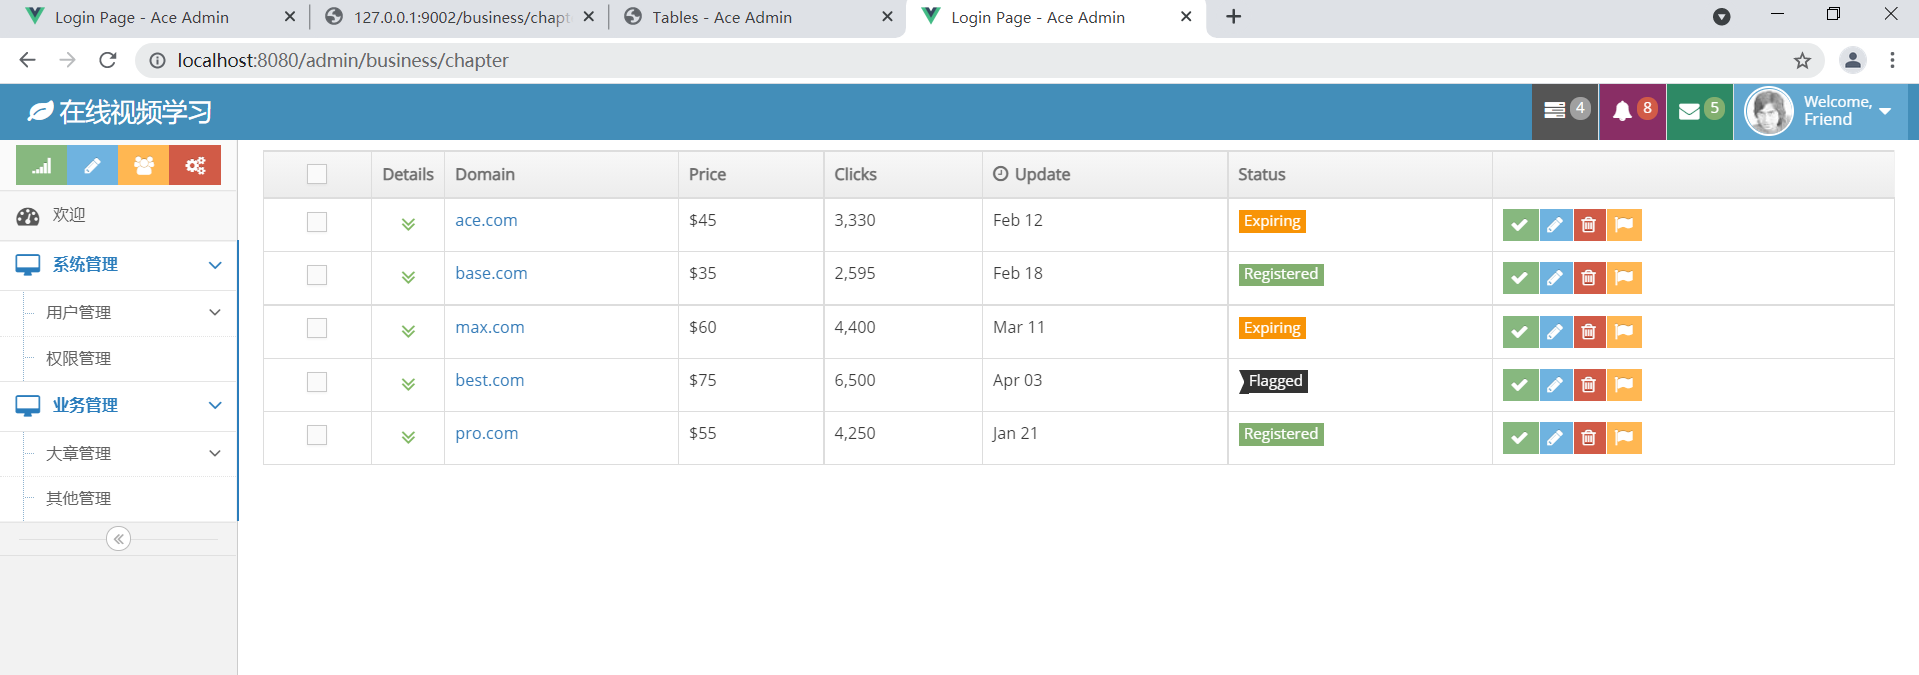 Login Page - Ace Admin
127.0.0.1:9002/business/chapt
Tables - Ace Admin
Login Page - Ace Admin
localhost:8080/admin/business/chapter
在线视频学习
4
8
5
Welcome,
Friend
欢迎
系统管理
用户管理
权限管理
业务管理
大章管理
其他管理
Details Domain Price Clicks Update Status
ace.com $45 3,330 Feb 12 Expiring
base.com $35 2,595 Feb 18 Registered
max.com $60 4,400 Mar 11 Expiring
best.com $75 6,500 Apr 03 Flagged
pro.com $55 4,250 Jan 21 Registered